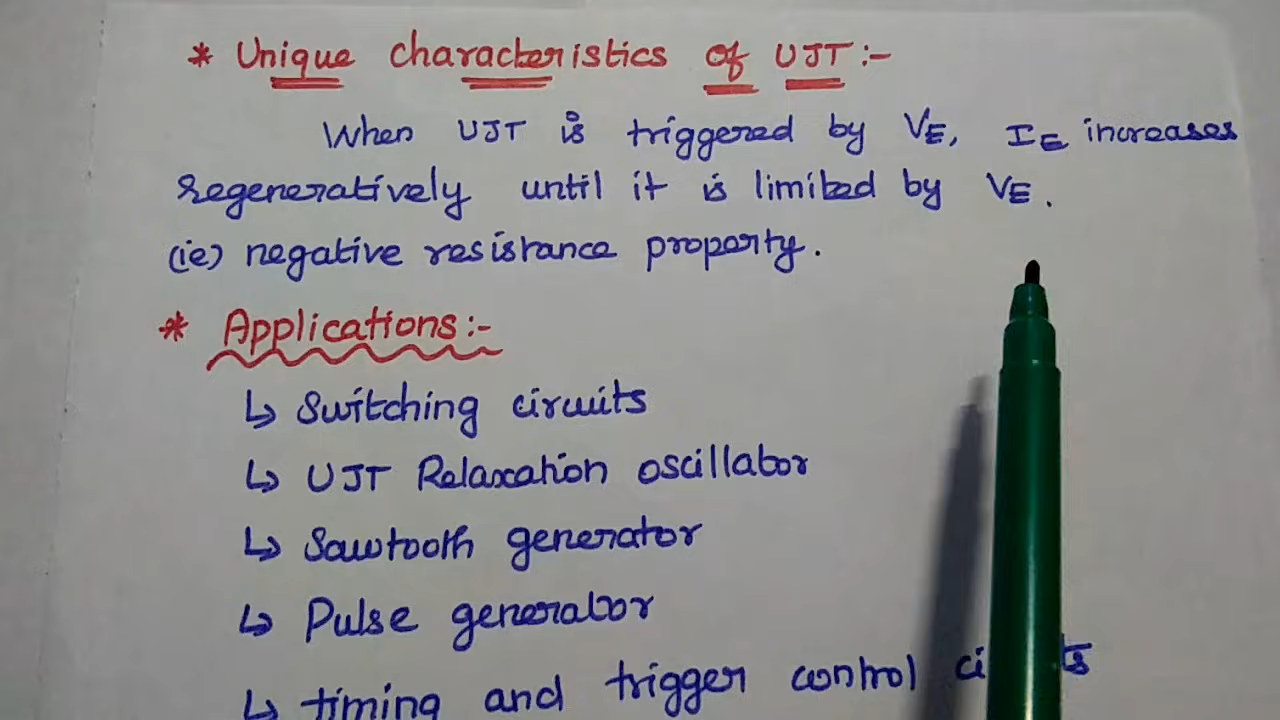 * Unique characteristics of UJT:-
When UJT is triggered by VE, IE increases
regeneratively until it is limited by VE.
(ie) negative resistance property.
* Applications:-
↳ Switching circuits
↳ UJT Relaxation oscillator
↳ Sawtooth generator
↳ Pulse generator
↳ timing and trigger control